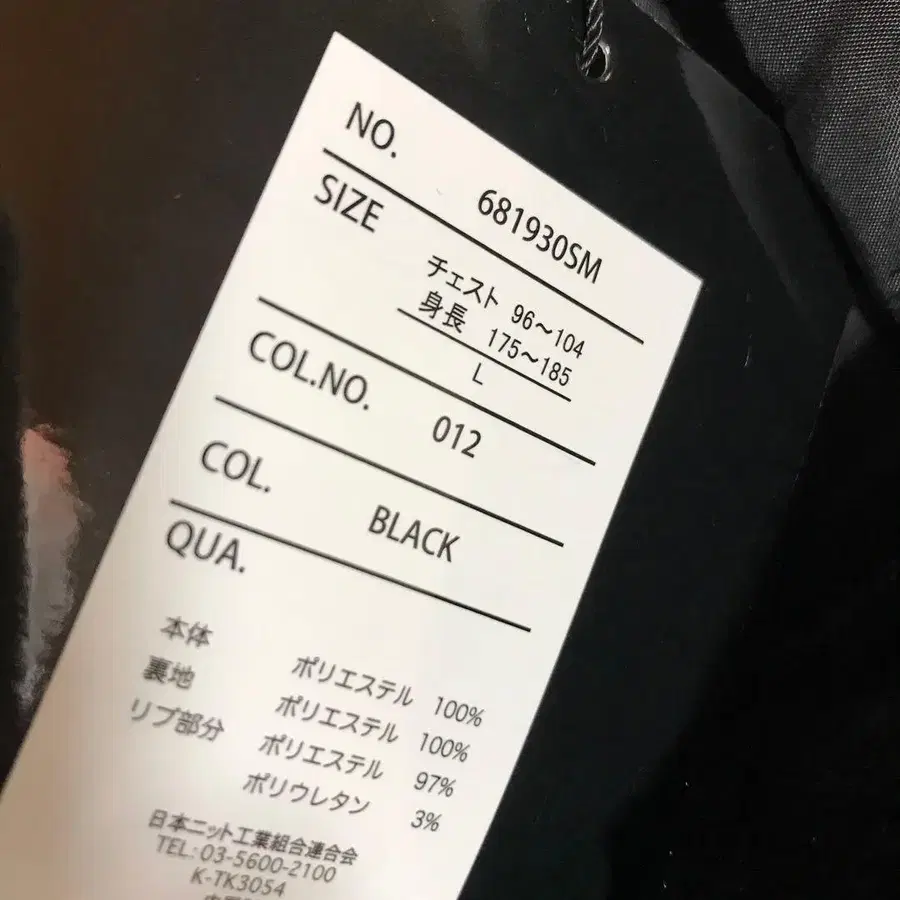 NO. 681930SM
SIZE
チェスト 96～104
身長 175～185
L
COL.NO. 012
COL. BLACK
QUA.
本体 ポリエステル 100%
裏地 ポリエステル 100%
リブ部分 ポリエステル 97%
ポリウレタン 3%
日本ニット工業組合連合会
TEL:03-5600-2100
K-TK3054